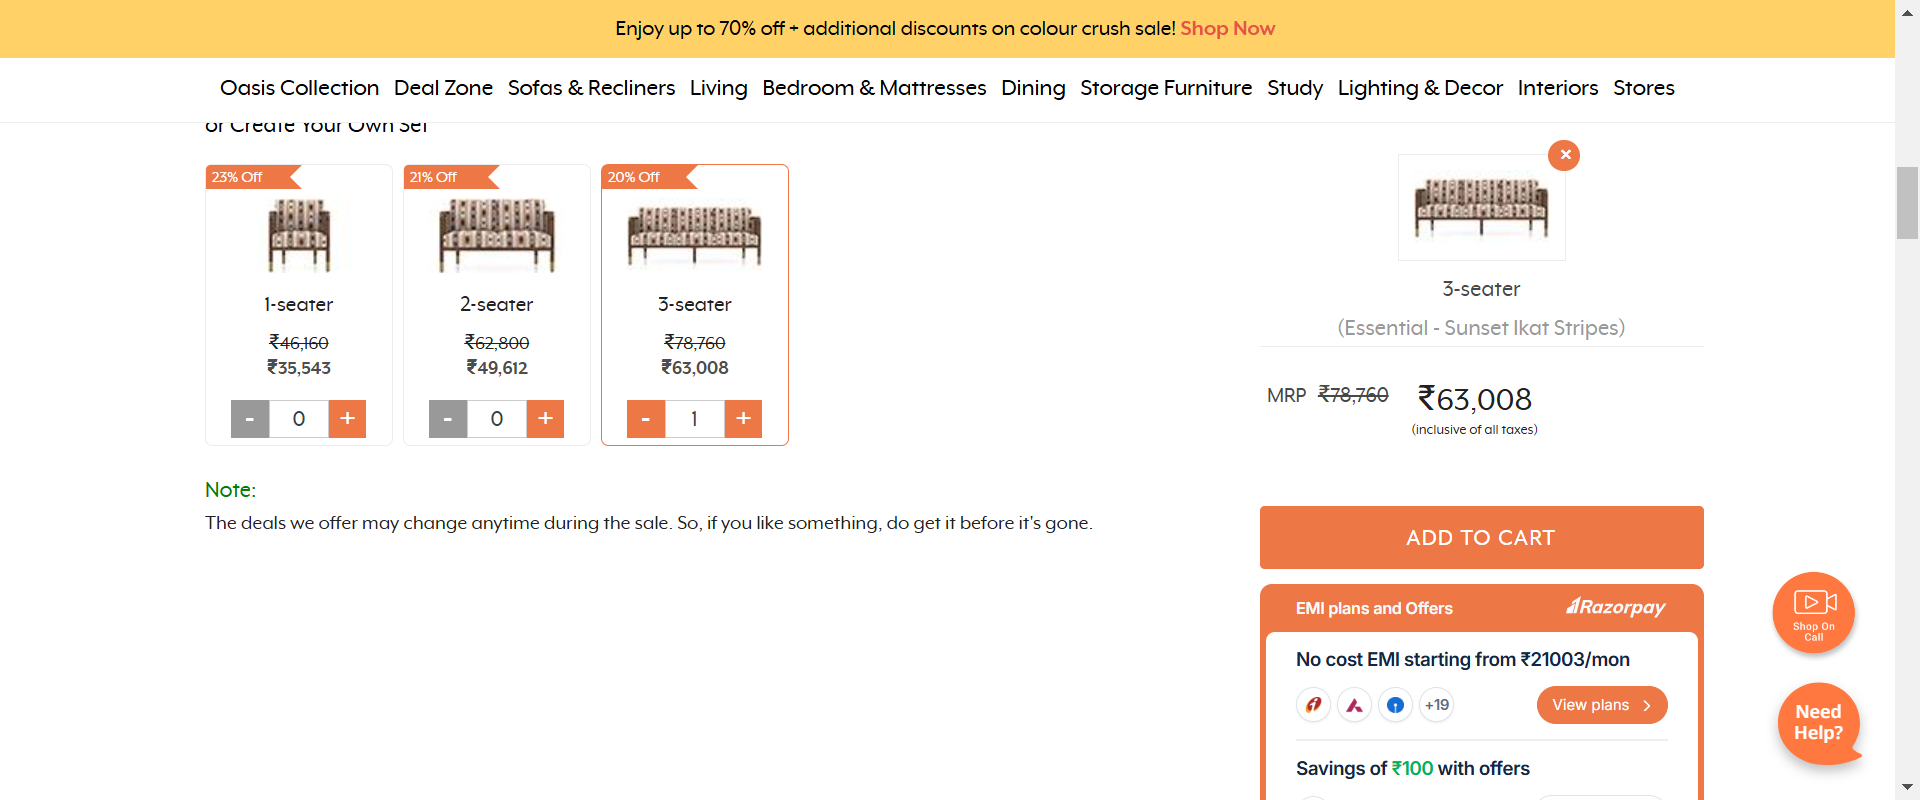 Enjoy up to 70% off + additional discounts on colour crush sale! Shop Now
Oasis Collection Deal Zone Sofas & Recliners Living Bedroom & Mattresses Dining Storage Furniture Study Lighting & Decor Interiors Stores
or Create Your Own Set
23% Off
1-seater
₹46,160
₹35,543
- 0 +
21% Off
2-seater
₹62,800
₹49,612
- 0 +
20% Off
3-seater
₹78,760
₹63,008
- 1 +
Note:
The deals we offer may change anytime during the sale. So, if you like something, do get it before it's gone.
3-seater
(Essential - Sunset Ikat Stripes)
MRP ₹78,760 ₹63,008
(inclusive of all taxes)
ADD TO CART
EMI plans and Offers Razorpay
No cost EMI starting from ₹21003/mon
+19 View plans
Savings of ₹100 with offers
Shop On
Call
Need
Help?